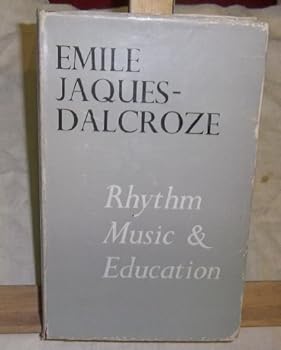 EMILE
JAQUES-
DALCROZE
Rhythm
Music &
Education